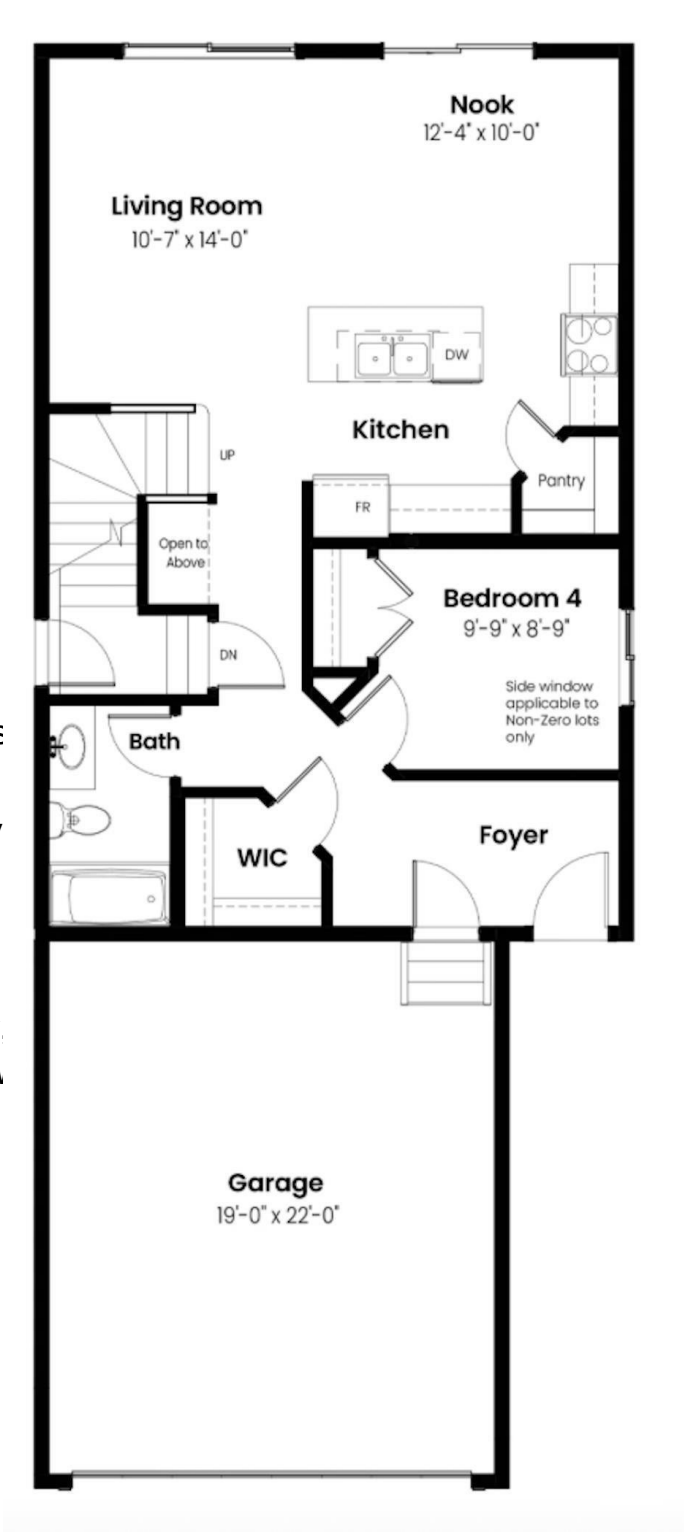 Nook
12'-4" x 10'-0"
Living Room
10'-7" x 14'-0"
DW
Kitchen
UP
Pantry
FR
Open to
Above
Bedroom 4
9'-9" x 8'-9"
DN
Side window
applicable to
Non-Zero lots
only
Bath
Foyer
WIC
Garage
19'-0" x 22'-0"